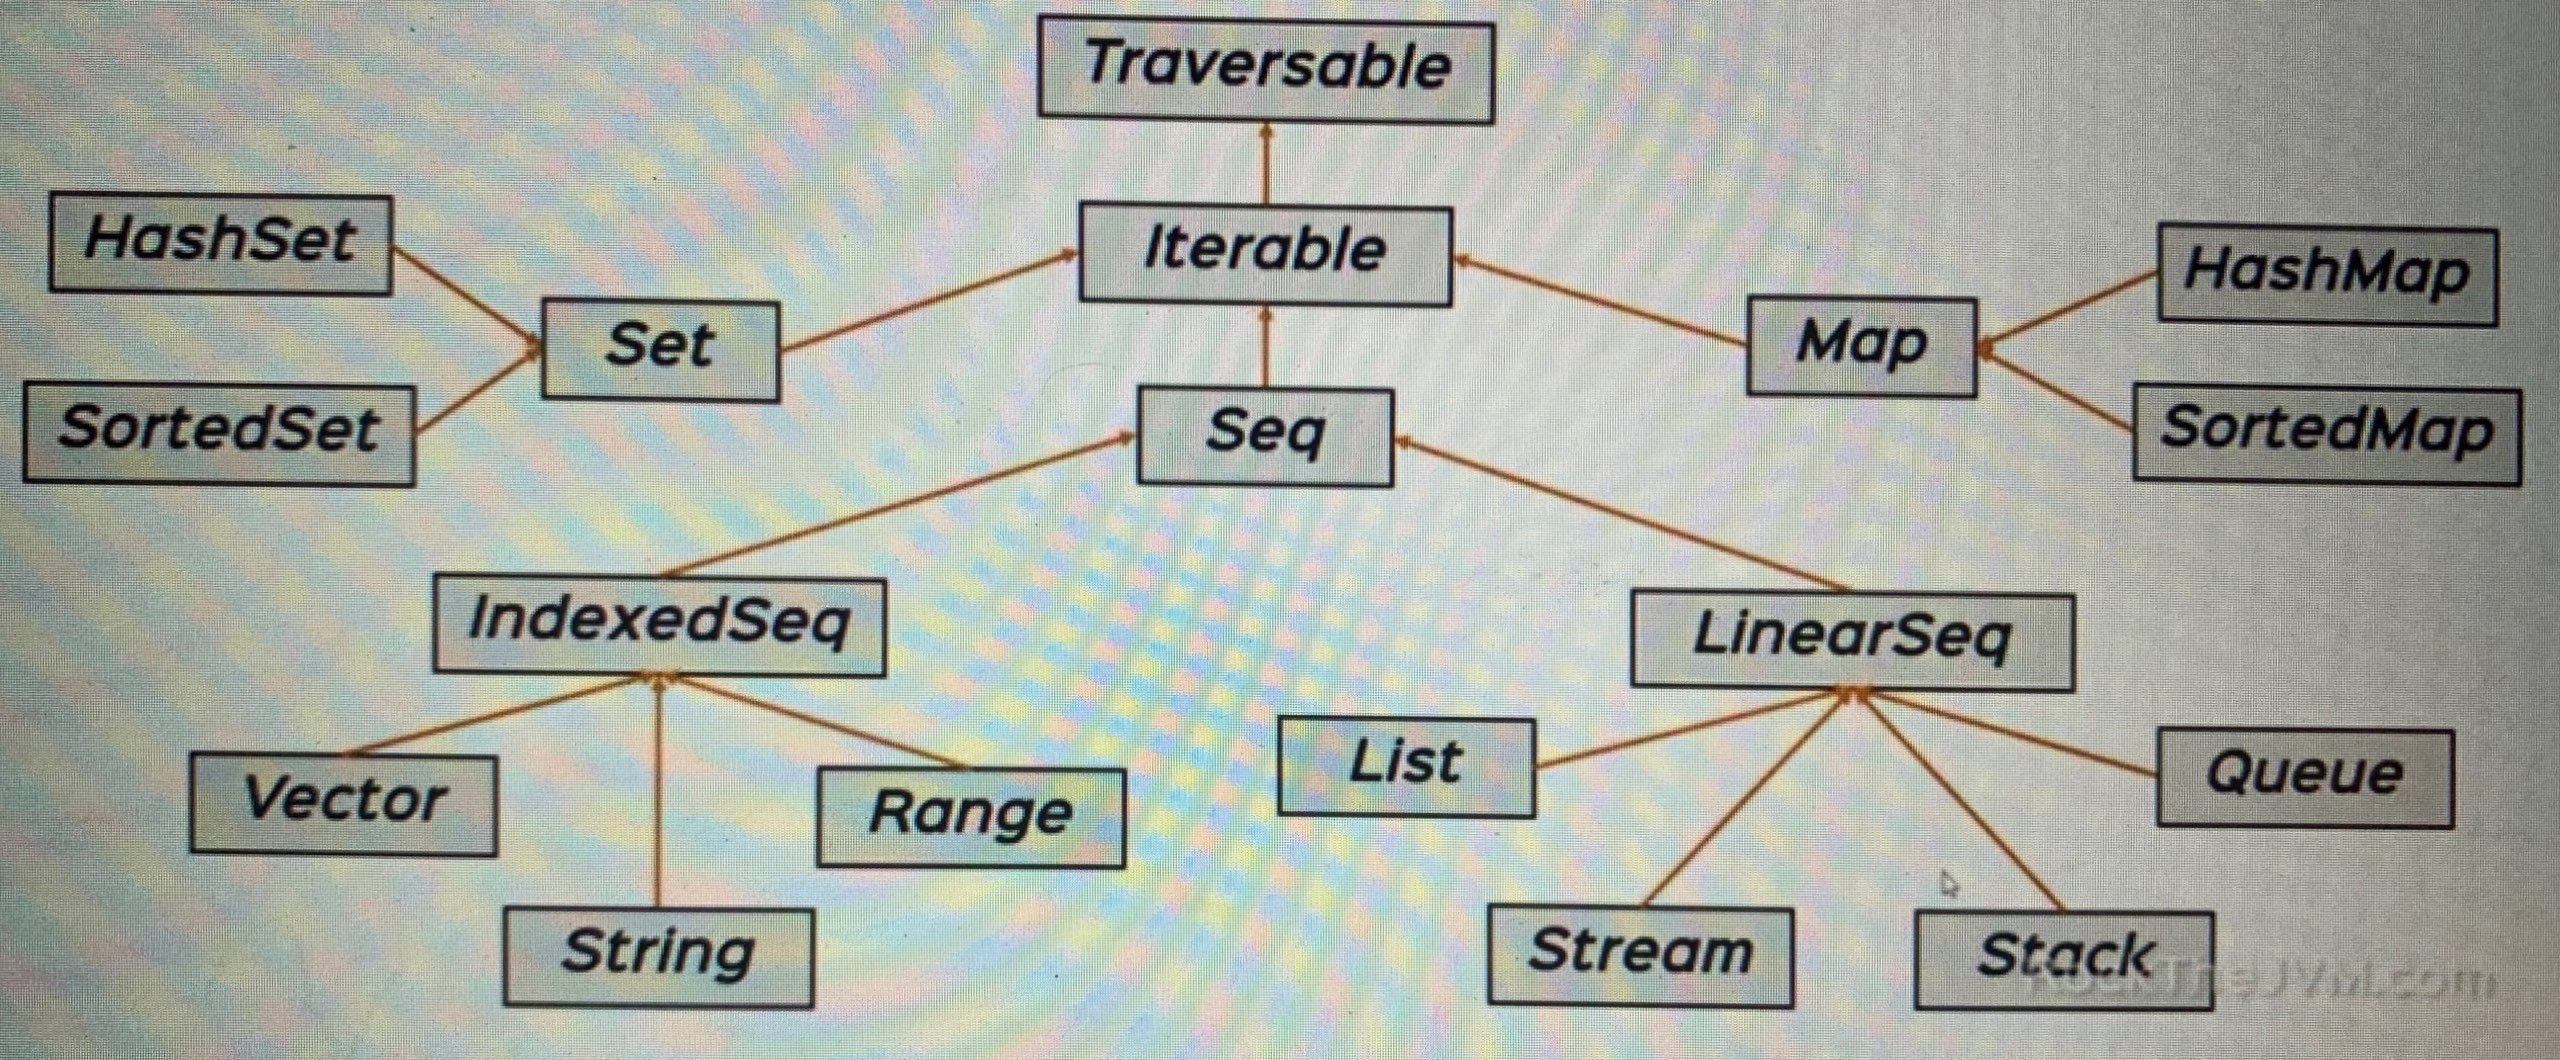 Traversable
HashSet
Iterable
HashMap
Set
Map
SortedSet
Seq
SortedMap
IndexedSeq
LinearSeq
Vector
Range
List
Queue
String
Stream
Stack
RockTheJVM.com